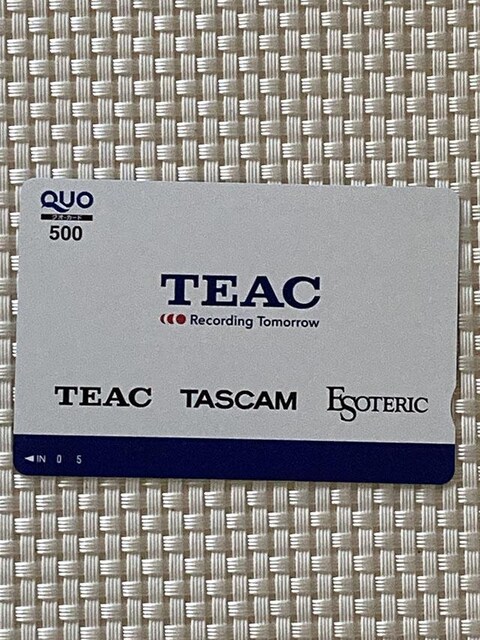 QUO
クオ・カード
500
TEAC
Recording Tomorrow
TEAC TASCAM ESOTERIC
◄IN 0 5